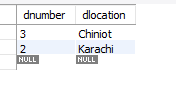 dnumber dlocation
3 Chiniot
2 Karachi
NULL NULL